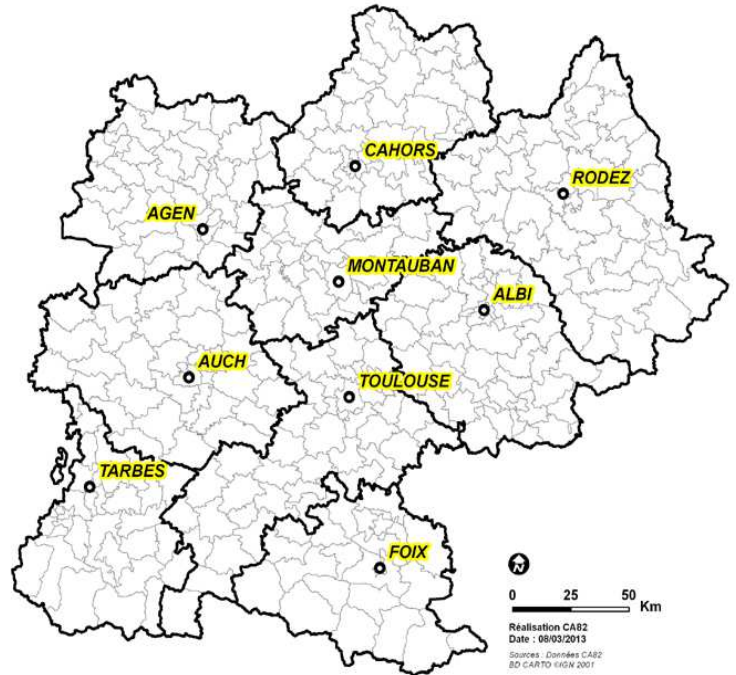 CAHORS
RODEZ
AGEN
MONTAUBAN
ALBI
AUCH
TOULOUSE
TARBES
FOIX
N
0 25 50 Km
Réalisation CA82
Date : 08/03/2013
Sources : Données CA82
BD CARTO ©IGN 2001